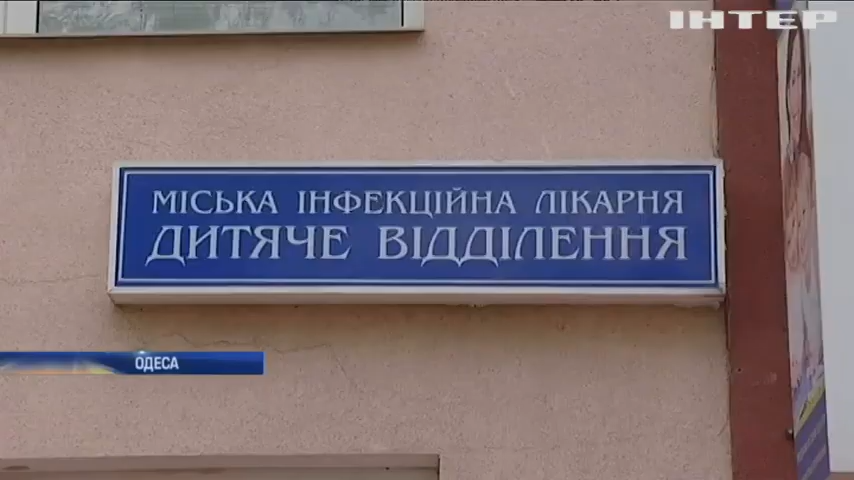 ІНТЕР
МІСЬКА ІНФЕКЦІЙНА ЛІКАРНЯ
ДИТЯЧЕ ВІДДІЛЕННЯ
ОДЕСА